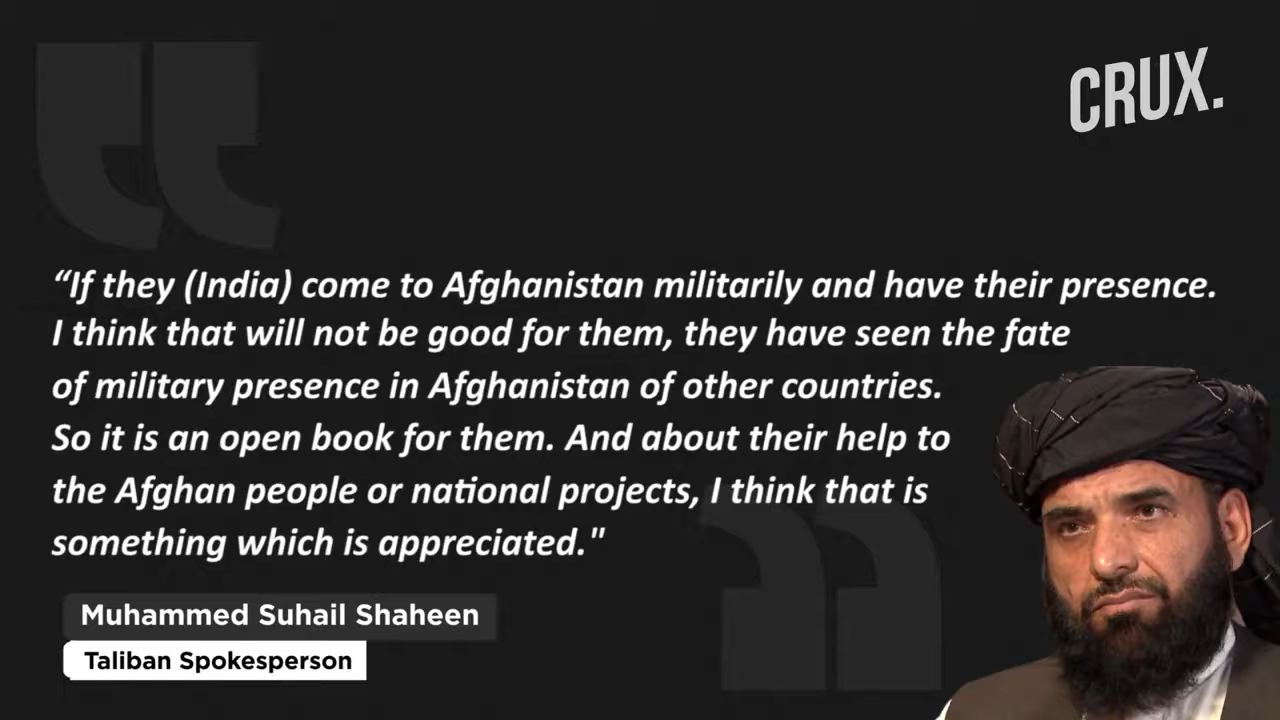 CRUX.
“If they (India) come to Afghanistan militarily and have their presence.
I think that will not be good for them, they have seen the fate
of military presence in Afghanistan of other countries.
So it is an open book for them. And about their help to
the Afghan people or national projects, I think that is
something which is appreciated."
Muhammed Suhail Shaheen
Taliban Spokesperson